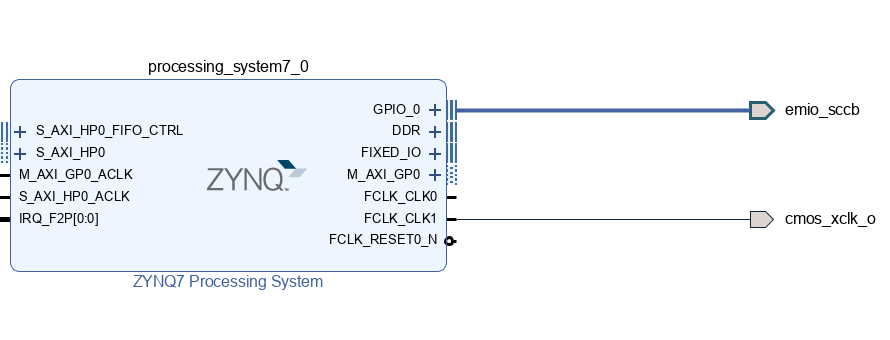 processing_system7_0
GPIO_0
emio_sccb
S_AXI_HP0_FIFO_CTRL
DDR
S_AXI_HP0
FIXED_IO
M_AXI_GP0_ACLK
M_AXI_GP0
S_AXI_HP0_ACLK
FCLK_CLK0
IRQ_F2P[0:0]
FCLK_CLK1
cmos_xclk_o
FCLK_RESET0_N
ZYNQ
ZYNQ7 Processing System